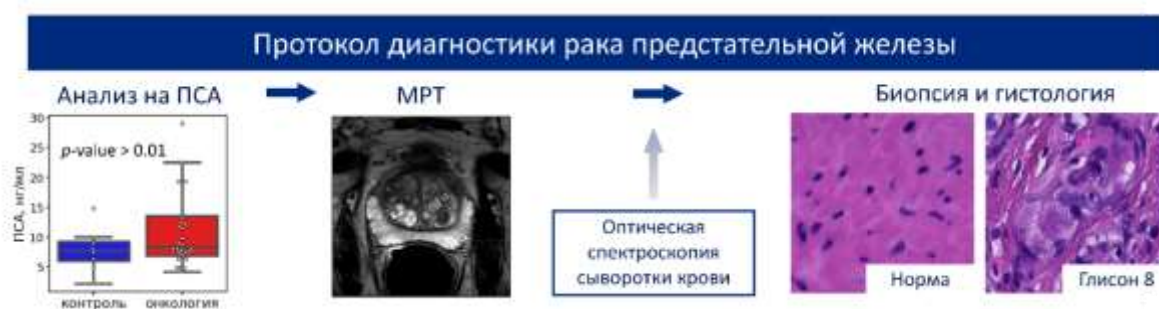 Протокол диагностики рака предстательной железы
Анализ на ПСА
МРТ
Биопсия и гистология
30
25
20
15
10
5
ПСА, нг/мл
p-value > 0.01
контроль
онкология
Оптическая
спектроскопия
сыворотки крови
Норма
Глисон 8